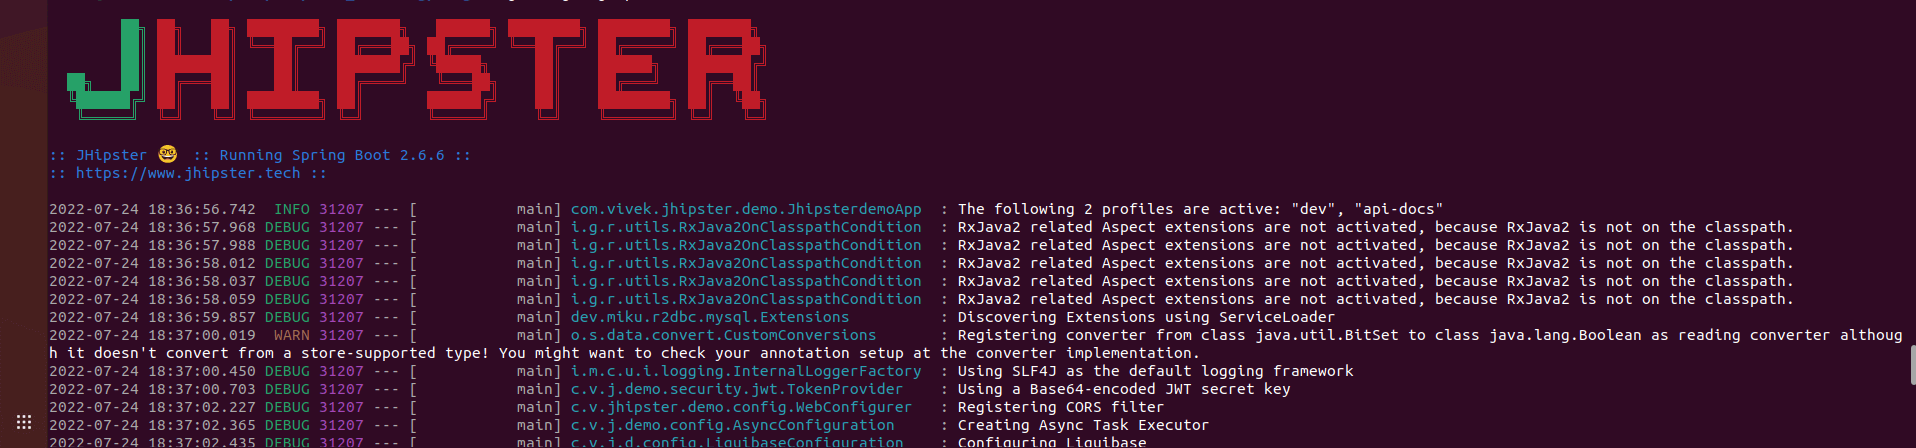 JHIPSTER
:: JHipster 🤓  :: Running Spring Boot 2.6.6 ::
:: https://www.jhipster.tech ::
2022-07-24 18:36:56.742  INFO 31207 --- [           main] com.vivek.jhipster.demo.JhipsterdemoApp  : The following 2 profiles are active: "dev", "api-docs"
2022-07-24 18:36:57.968 DEBUG 31207 --- [           main] i.g.r.utils.RxJava2OnClasspathCondition  : RxJava2 related Aspect extensions are not activated, because RxJava2 is not on the classpath.
2022-07-24 18:36:57.988 DEBUG 31207 --- [           main] i.g.r.utils.RxJava2OnClasspathCondition  : RxJava2 related Aspect extensions are not activated, because RxJava2 is not on the classpath.
2022-07-24 18:36:58.012 DEBUG 31207 --- [           main] i.g.r.utils.RxJava2OnClasspathCondition  : RxJava2 related Aspect extensions are not activated, because RxJava2 is not on the classpath.
2022-07-24 18:36:58.037 DEBUG 31207 --- [           main] i.g.r.utils.RxJava2OnClasspathCondition  : RxJava2 related Aspect extensions are not activated, because RxJava2 is not on the classpath.
2022-07-24 18:36:58.059 DEBUG 31207 --- [           main] i.g.r.utils.RxJava2OnClasspathCondition  : RxJava2 related Aspect extensions are not activated, because RxJava2 is not on the classpath.
2022-07-24 18:36:59.857 DEBUG 31207 --- [           main] dev.miku.r2dbc.mysql.Extensions          : Discovering Extensions using ServiceLoader
2022-07-24 18:37:00.019  WARN 31207 --- [           main] o.s.data.convert.CustomConversions       : Registering converter from class java.util.BitSet to class java.lang.Boolean as reading converter althoug
h it doesn't convert from a store-supported type! You might want to check your annotation setup at the converter implementation.
2022-07-24 18:37:00.450 DEBUG 31207 --- [           main] i.m.c.u.i.logging.InternalLoggerFactory  : Using SLF4J as the default logging framework
2022-07-24 18:37:00.703 DEBUG 31207 --- [           main] c.v.j.demo.security.jwt.TokenProvider    : Using a Base64-encoded JWT secret key
2022-07-24 18:37:02.227 DEBUG 31207 --- [           main] c.v.jhipster.demo.config.WebConfigurer   : Registering CORS filter
2022-07-24 18:37:02.365 DEBUG 31207 --- [           main] c.v.j.demo.config.AsyncConfiguration     : Creating Async Task Executor
2022-07-24 18:37:02.435 DEBUG 31207 --- [           main] c.v.j.d.config.LiquibaseConfiguration    : Configuring Liquibase